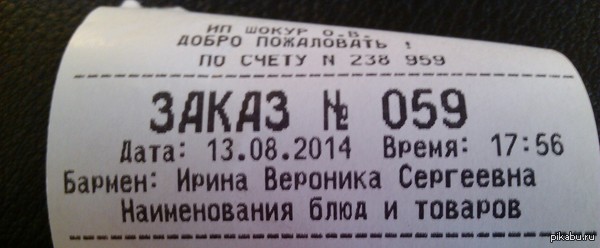 ИП ШОКУР О.В.
ДОБРО ПОЖАЛОВАТЬ !
ПО СЧЕТУ N 238 959
ЗАКАЗ № 059
Дата: 13.08.2014 Время: 17:56
Бармен: Ирина Вероника Сергеевна
Наименования блюд и товаров
pikabu.ru